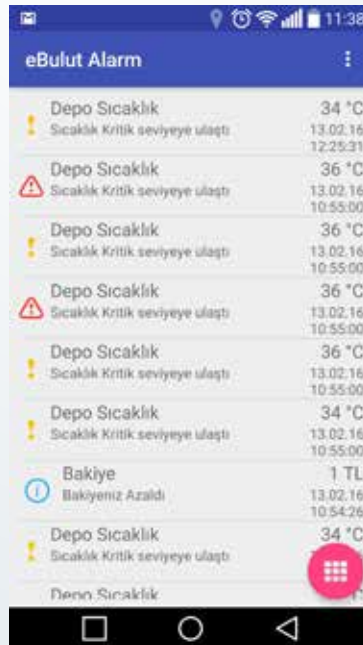 11:38
eBulut Alarm
Depo Sıcaklık 34 °C
Sıcaklık Kritik seviyeye ulaştı 13.02.16
12:25:31
Depo Sıcaklık 36 °C
Sıcaklık Kritik seviyeye ulaştı 13.02.16
10:55:00
Depo Sıcaklık 36 °C
Sıcaklık Kritik seviyeye ulaştı 13.02.16
10:55:00
Depo Sıcaklık 36 °C
Sıcaklık Kritik seviyeye ulaştı 13.02.16
10:55:00
Depo Sıcaklık 36 °C
Sıcaklık Kritik seviyeye ulaştı 13.02.16
10:55:00
Depo Sıcaklık 34 °C
Sıcaklık Kritik seviyeye ulaştı 13.02.16
10:55:00
Bakiye 1 TL
Bakiyeniz Azaldı 13.02.16
10:54:26
Depo Sıcaklık 34 °C
Sıcaklık Kritik seviyeye ulaştı
Depo Sıcaklık